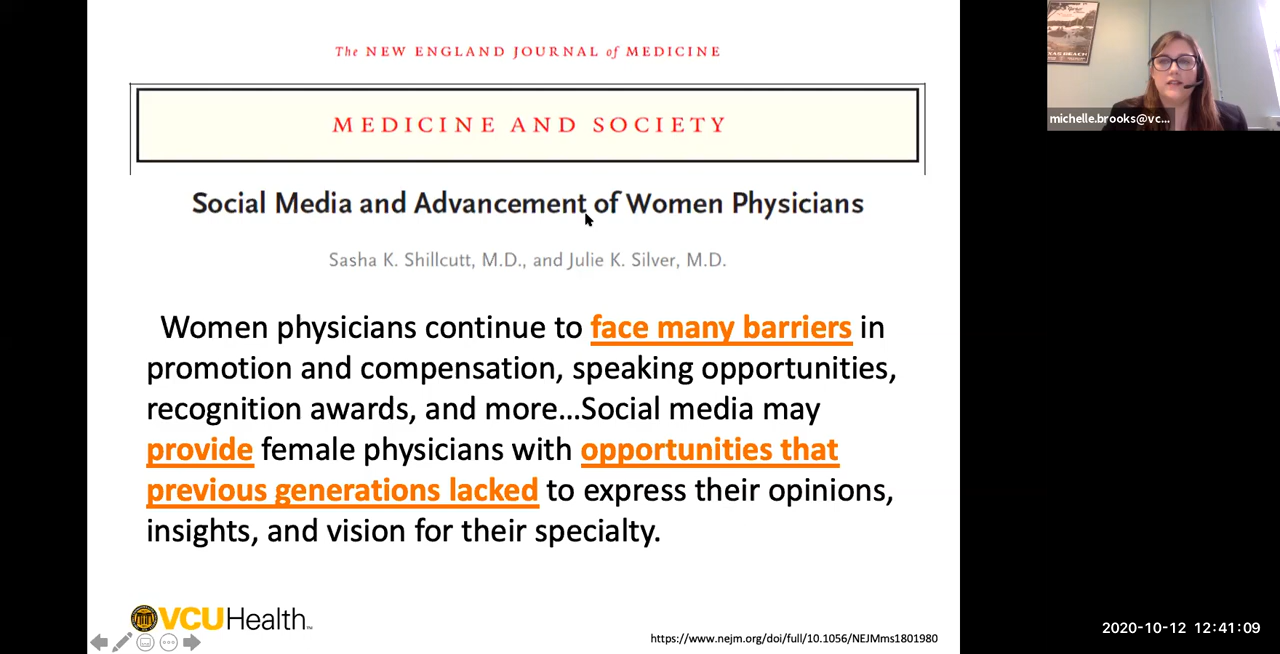 The NEW ENGLAND JOURNAL of MEDICINE
MEDICINE AND SOCIETY
Social Media and Advancement of Women Physicians
Sasha K. Shillcutt, M.D., and Julie K. Silver, M.D.
Women physicians continue to face many barriers in
promotion and compensation, speaking opportunities,
recognition awards, and more...Social media may
provide female physicians with opportunities that
previous generations lacked to express their opinions,
insights, and vision for their specialty.
VCUHealth™
https://www.nejm.org/doi/full/10.1056/NEJMms1801980
michelle.brooks@vc...
2020-10-12 12:41:09